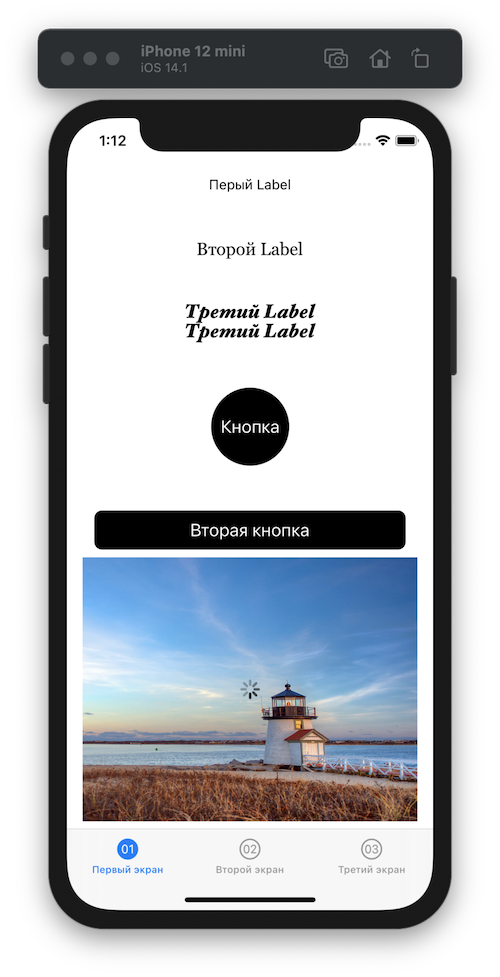 iPhone 12 mini
iOS 14.1
1:12
Перый Label
Второй Label
Третий Label
Третий Label
Кнопка
Вторая кнопка
01 02 03
Первый экран Второй экран Третий экран